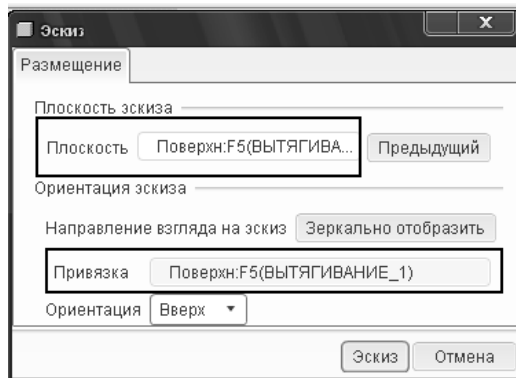 Эскиз
Размещение
Плоскость эскиза
Плоскость Поверхн:F5(ВЫТЯГИВА... Предыдущий
Ориентация эскиза
Направление взгляда на эскиз Зеркально отобразить
Привязка Поверхн:F5(ВЫТЯГИВАНИЕ_1)
Ориентация Вверх
Эскиз Отмена